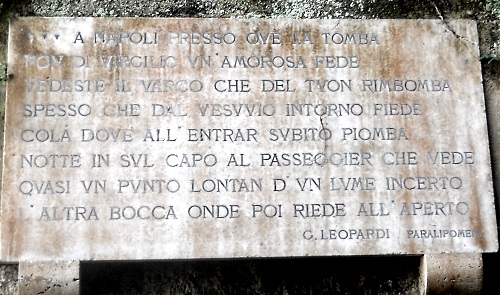 ... A NAPOLI PRESSO OVE LA TOMBA
PON DI VIRGILIO VN'AMOROSA FEDE
VEDESTE IL VARCO CHE DEL TVON RIMBOMBA
SPESSO CHE DAL VESVVIO INTORNO FIEDE
COLÀ DOVE ALL'ENTRAR SVBITO PIOMBA
NOTTE IN SVL CAPO AL PASSEGGIER CHE VEDE
QVASI VN PVNTO LONTAN D'VN LVME INCERTO
L'ALTRA BOCCA ONDE POI RIEDE ALL'APERTO
G. LEOPARDI PARALIPOMENI